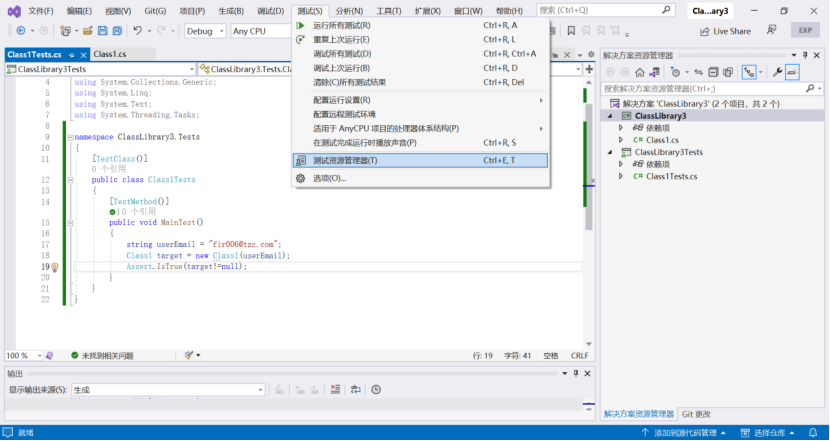 文件(F) 编辑(E) 视图(V) Git(G) 项目(P) 生成(B) 调试(D) 测试(S) 分析(N) 工具(T) 扩展(X) 窗口(W) 帮助(H) 搜索 (Ctrl+Q) Cla...ary3
Debug Any CPU Live Share EXP
运行所有测试(R) Ctrl+R, A
重复上次运行(E) Ctrl+R, L
调试所有测试(D) Ctrl+R, Ctrl+A
调试上次运行(B) Ctrl+R, D
清除(C)所有测试结果 Ctrl+R, Del
配置运行设置(R)
配置远程测试环境
适用于 AnyCPU 项目的处理器体系结构(P)
在测试完成运行时播放声音(P) Ctrl+R, S
测试资源管理器(T) Ctrl+E, T
选项(O)...
Class1Tests.cs Class1.cs
ClassLibrary3Tests ClassLibrary3.Tests.Cla
4 using System.Collections.Generic;
5 using System.Linq;
6 using System.Text;
7 using System.Threading.Tasks;
8
9 namespace ClassLibrary3.Tests
10 {
11 [TestClass()]
0 个引用
12 public class Class1Tests
13 {
14 [TestMethod()]
0 个引用
15 public void MainTest()
16 {
17 string userEmail = "fir006@tzc.com";
18 Class1 target = new Class1(userEmail);
19 Assert.IsTrue(target!=null);
20 }
21 }
22 }
100 % 未找到相关问题 行: 19 字符: 41 空格 CRLF
输出
显示输出来源(S): 生成
解决方案资源管理器
搜索解决方案资源管理器(Ctrl+;)
解决方案 'ClassLibrary3' (2 个项目，共 2 个)
ClassLibrary3
依赖项
C# Class1.cs
ClassLibrary3Tests
依赖项
C# Class1Tests.cs
解决方案资源管理器 Git 更改
就绪 添加到源代码管理 选择仓库